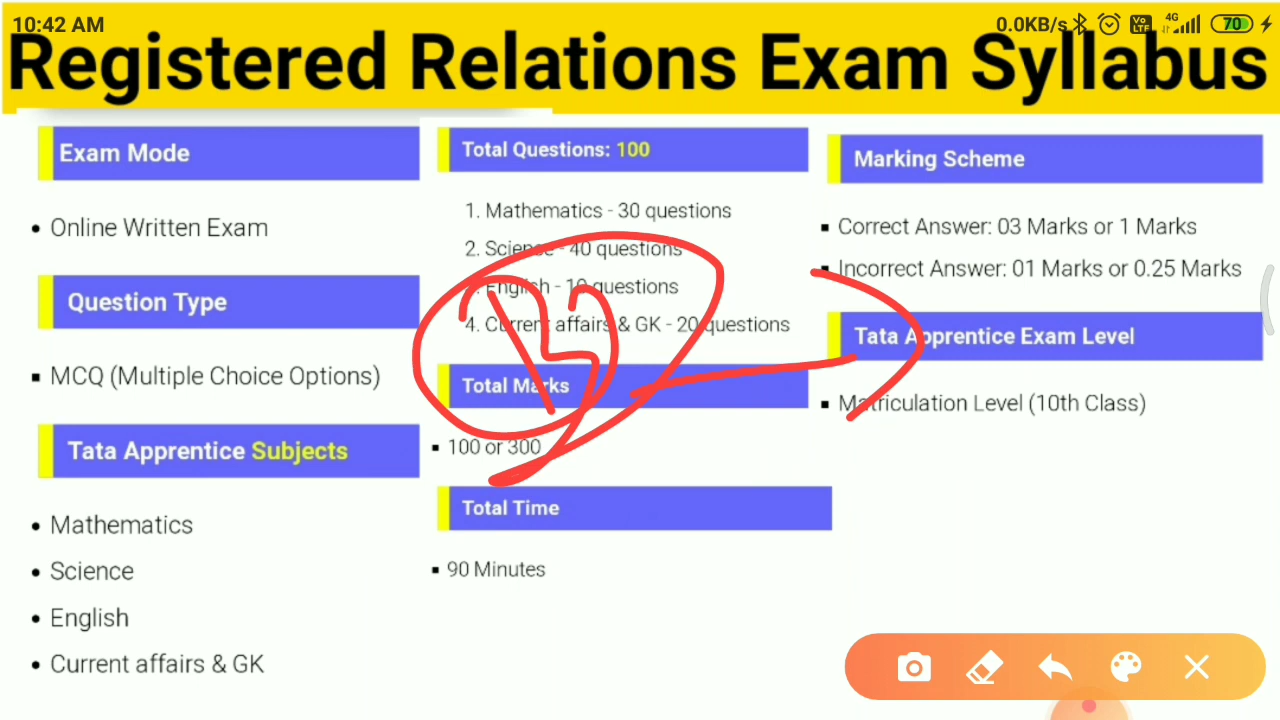 10:42 AM
0.0KB/s
Vo LTE
4G
70
Registered Relations Exam Syllabus
Exam Mode
• Online Written Exam
Question Type
▪ MCQ (Multiple Choice Options)
Tata Apprentice Subjects
• Mathematics
• Science
• English
• Current affairs & GK
Total Questions: 100
1. Mathematics - 30 questions
2. Science - 40 questions
English - 10 questions
4. Current affairs & GK - 20 questions
Total Marks
▪ 100 or 300
Total Time
▪ 90 Minutes
Marking Scheme
▪ Correct Answer: 03 Marks or 1 Marks
▪ Incorrect Answer: 01 Marks or 0.25 Marks
Tata Apprentice Exam Level
▪ Matriculation Level (10th Class)